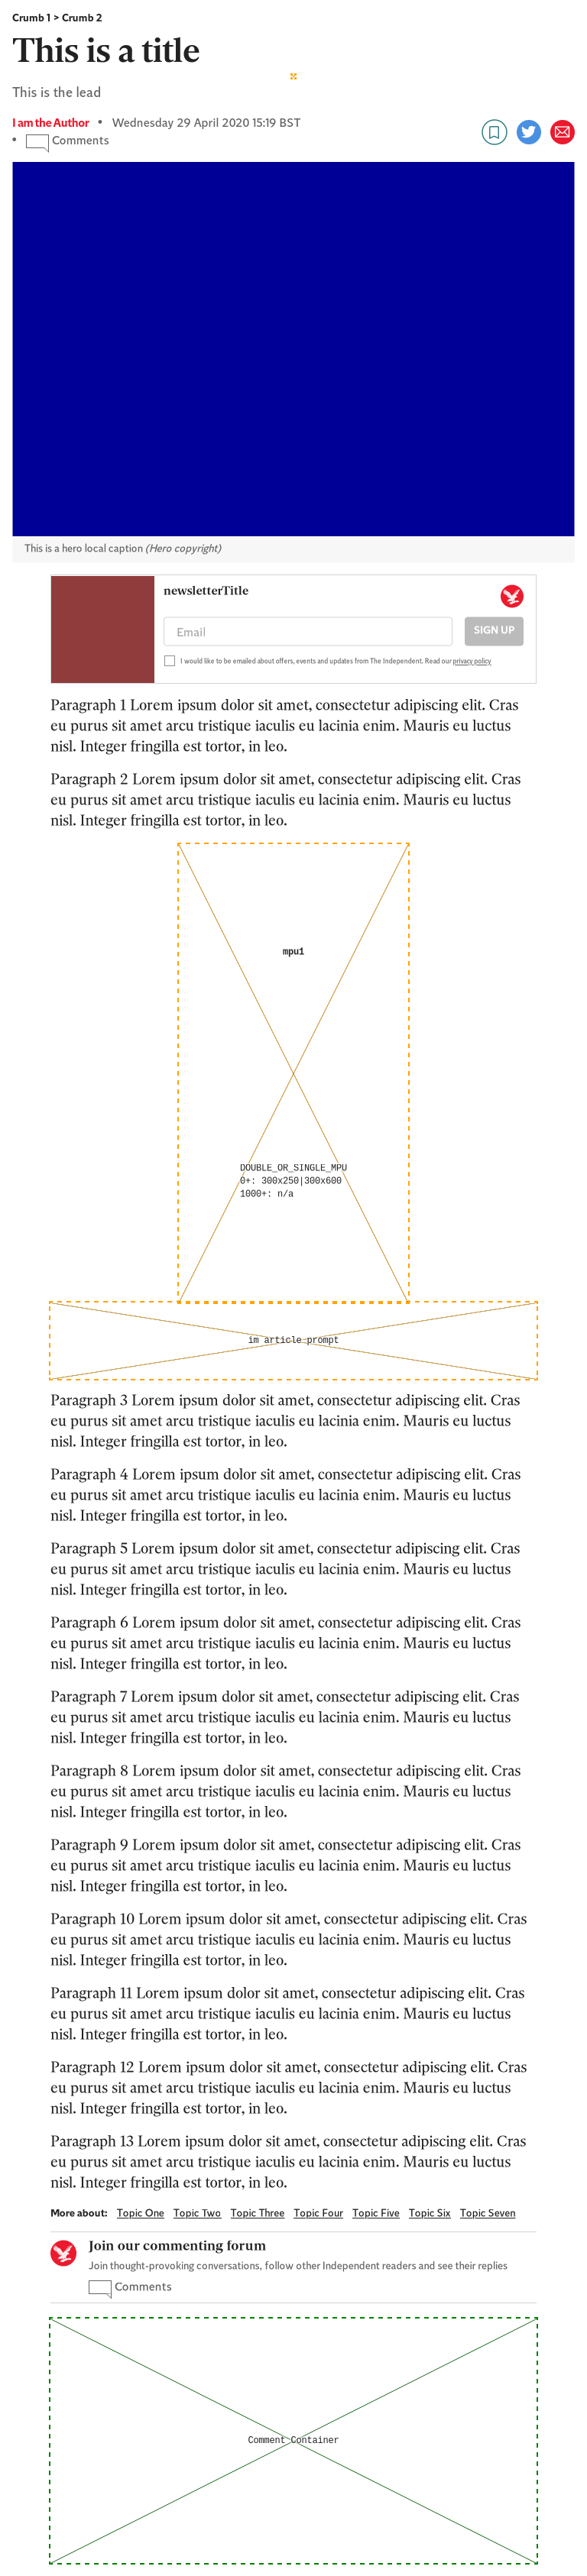 Crumb 1 > Crumb 2
This is a title
This is the lead
I am the Author • Wednesday 29 April 2020 15:19 BST
• Comments
This is a hero local caption (Hero copyright)
newsletterTitle
Email
SIGN UP
I would like to be emailed about offers, events and updates from The Independent. Read our privacy policy
Paragraph 1 Lorem ipsum dolor sit amet, consectetur adipiscing elit. Cras
eu purus sit amet arcu tristique iaculis eu lacinia enim. Mauris eu luctus
nisl. Integer fringilla est tortor, in leo.
Paragraph 2 Lorem ipsum dolor sit amet, consectetur adipiscing elit. Cras
eu purus sit amet arcu tristique iaculis eu lacinia enim. Mauris eu luctus
nisl. Integer fringilla est tortor, in leo.
mpu1
DOUBLE_OR_SINGLE_MPU
0+: 300x250|300x600
1000+: n/a
im article prompt
Paragraph 3 Lorem ipsum dolor sit amet, consectetur adipiscing elit. Cras
eu purus sit amet arcu tristique iaculis eu lacinia enim. Mauris eu luctus
nisl. Integer fringilla est tortor, in leo.
Paragraph 4 Lorem ipsum dolor sit amet, consectetur adipiscing elit. Cras
eu purus sit amet arcu tristique iaculis eu lacinia enim. Mauris eu luctus
nisl. Integer fringilla est tortor, in leo.
Paragraph 5 Lorem ipsum dolor sit amet, consectetur adipiscing elit. Cras
eu purus sit amet arcu tristique iaculis eu lacinia enim. Mauris eu luctus
nisl. Integer fringilla est tortor, in leo.
Paragraph 6 Lorem ipsum dolor sit amet, consectetur adipiscing elit. Cras
eu purus sit amet arcu tristique iaculis eu lacinia enim. Mauris eu luctus
nisl. Integer fringilla est tortor, in leo.
Paragraph 7 Lorem ipsum dolor sit amet, consectetur adipiscing elit. Cras
eu purus sit amet arcu tristique iaculis eu lacinia enim. Mauris eu luctus
nisl. Integer fringilla est tortor, in leo.
Paragraph 8 Lorem ipsum dolor sit amet, consectetur adipiscing elit. Cras
eu purus sit amet arcu tristique iaculis eu lacinia enim. Mauris eu luctus
nisl. Integer fringilla est tortor, in leo.
Paragraph 9 Lorem ipsum dolor sit amet, consectetur adipiscing elit. Cras
eu purus sit amet arcu tristique iaculis eu lacinia enim. Mauris eu luctus
nisl. Integer fringilla est tortor, in leo.
Paragraph 10 Lorem ipsum dolor sit amet, consectetur adipiscing elit. Cras
eu purus sit amet arcu tristique iaculis eu lacinia enim. Mauris eu luctus
nisl. Integer fringilla est tortor, in leo.
Paragraph 11 Lorem ipsum dolor sit amet, consectetur adipiscing elit. Cras
eu purus sit amet arcu tristique iaculis eu lacinia enim. Mauris eu luctus
nisl. Integer fringilla est tortor, in leo.
Paragraph 12 Lorem ipsum dolor sit amet, consectetur adipiscing elit. Cras
eu purus sit amet arcu tristique iaculis eu lacinia enim. Mauris eu luctus
nisl. Integer fringilla est tortor, in leo.
Paragraph 13 Lorem ipsum dolor sit amet, consectetur adipiscing elit. Cras
eu purus sit amet arcu tristique iaculis eu lacinia enim. Mauris eu luctus
nisl. Integer fringilla est tortor, in leo.
More about: Topic One Topic Two Topic Three Topic Four Topic Five Topic Six Topic Seven
Join our commenting forum
Join thought-provoking conversations, follow other Independent readers and see their replies
Comments
Comment Container